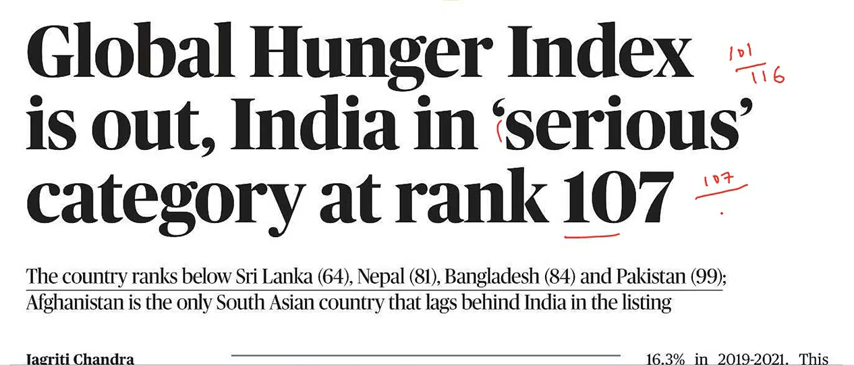 Global Hunger Index
101
116
is out, India in ‘serious’
category at rank 107
107
The country ranks below Sri Lanka (64), Nepal (81), Bangladesh (84) and Pakistan (99);
Afghanistan is the only South Asian country that lags behind India in the listing
Jagriti Chandra
16.3% in 2019-2021. This